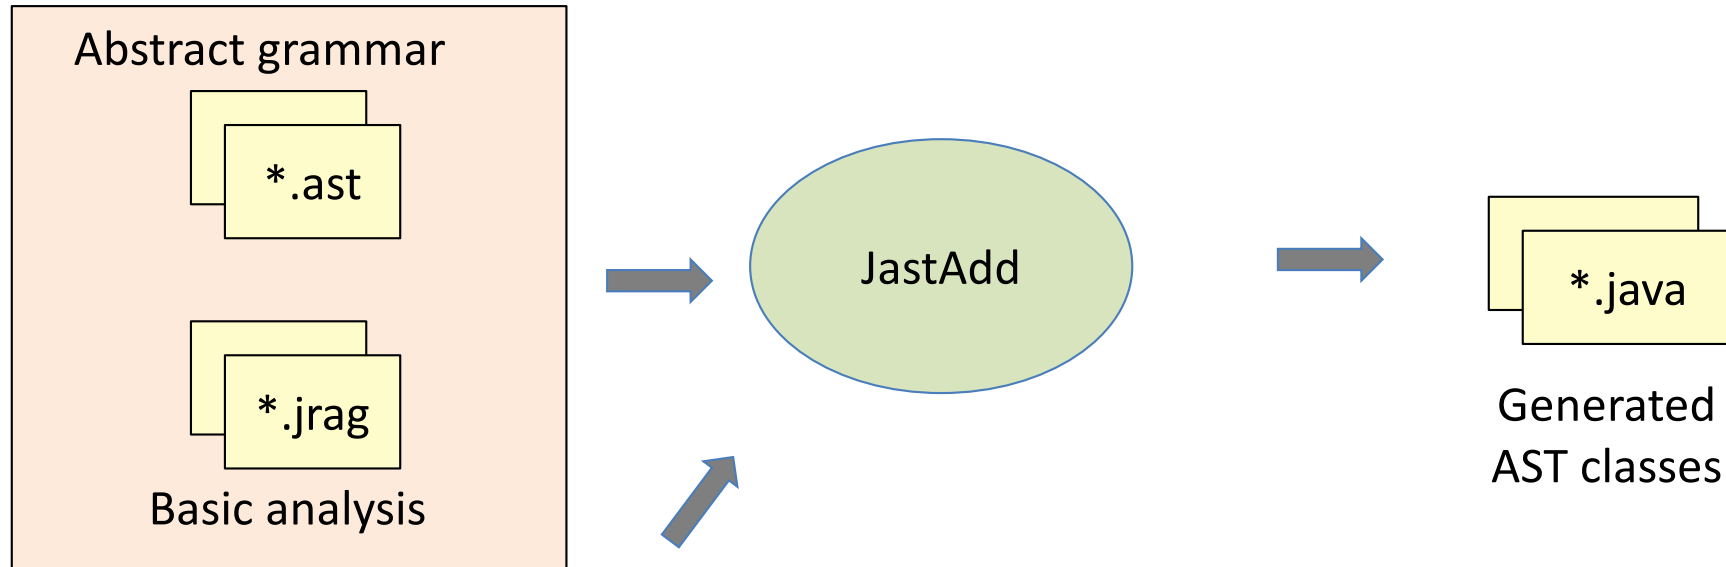 Abstract grammar
*.ast
*.jrag
Basic analysis
JastAdd
*.java
Generated
AST classes